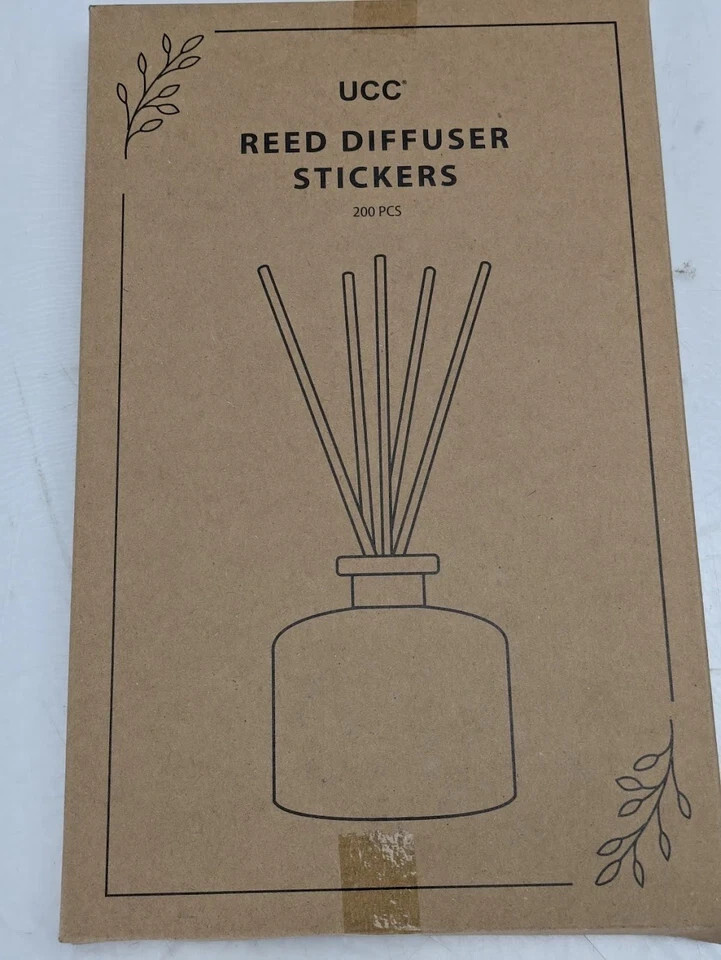 UCC®
REED DIFFUSER
STICKERS
200 PCS